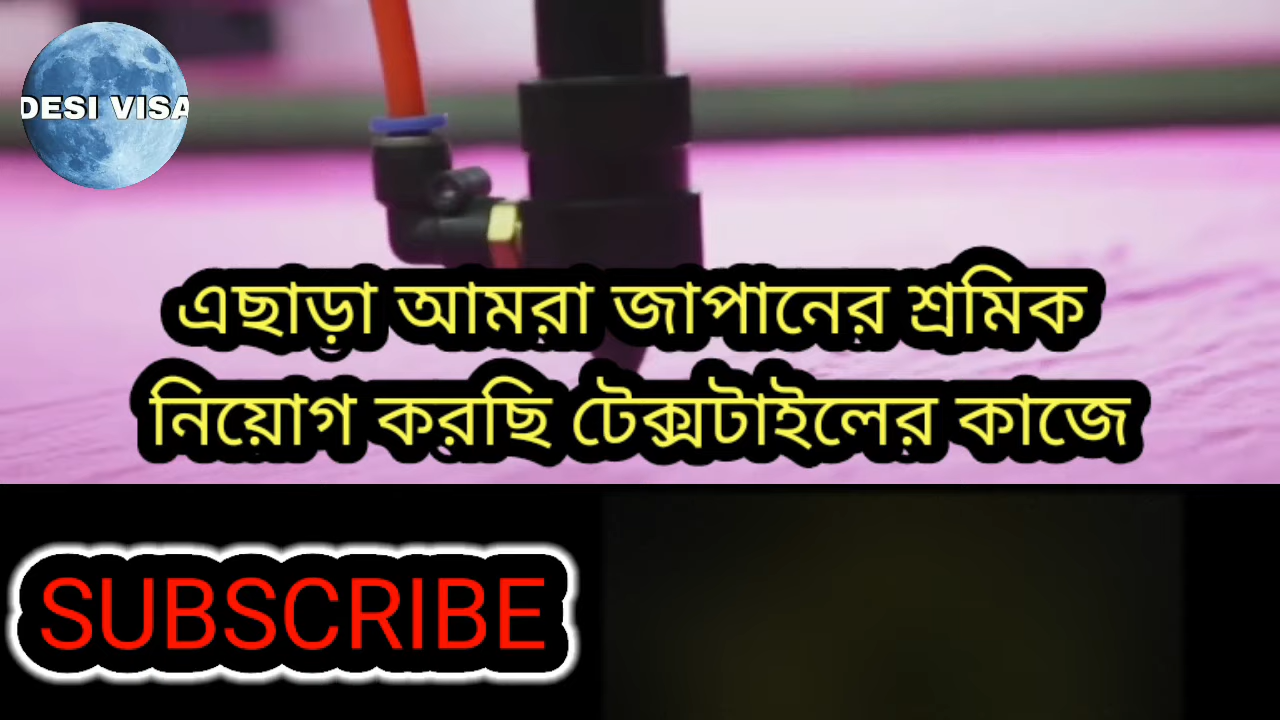 DESI VISA
এছাড়া আমরা জাপানের শ্রমিক
নিয়োগ করছি টেক্সটাইলের কাজে
SUBSCRIBE